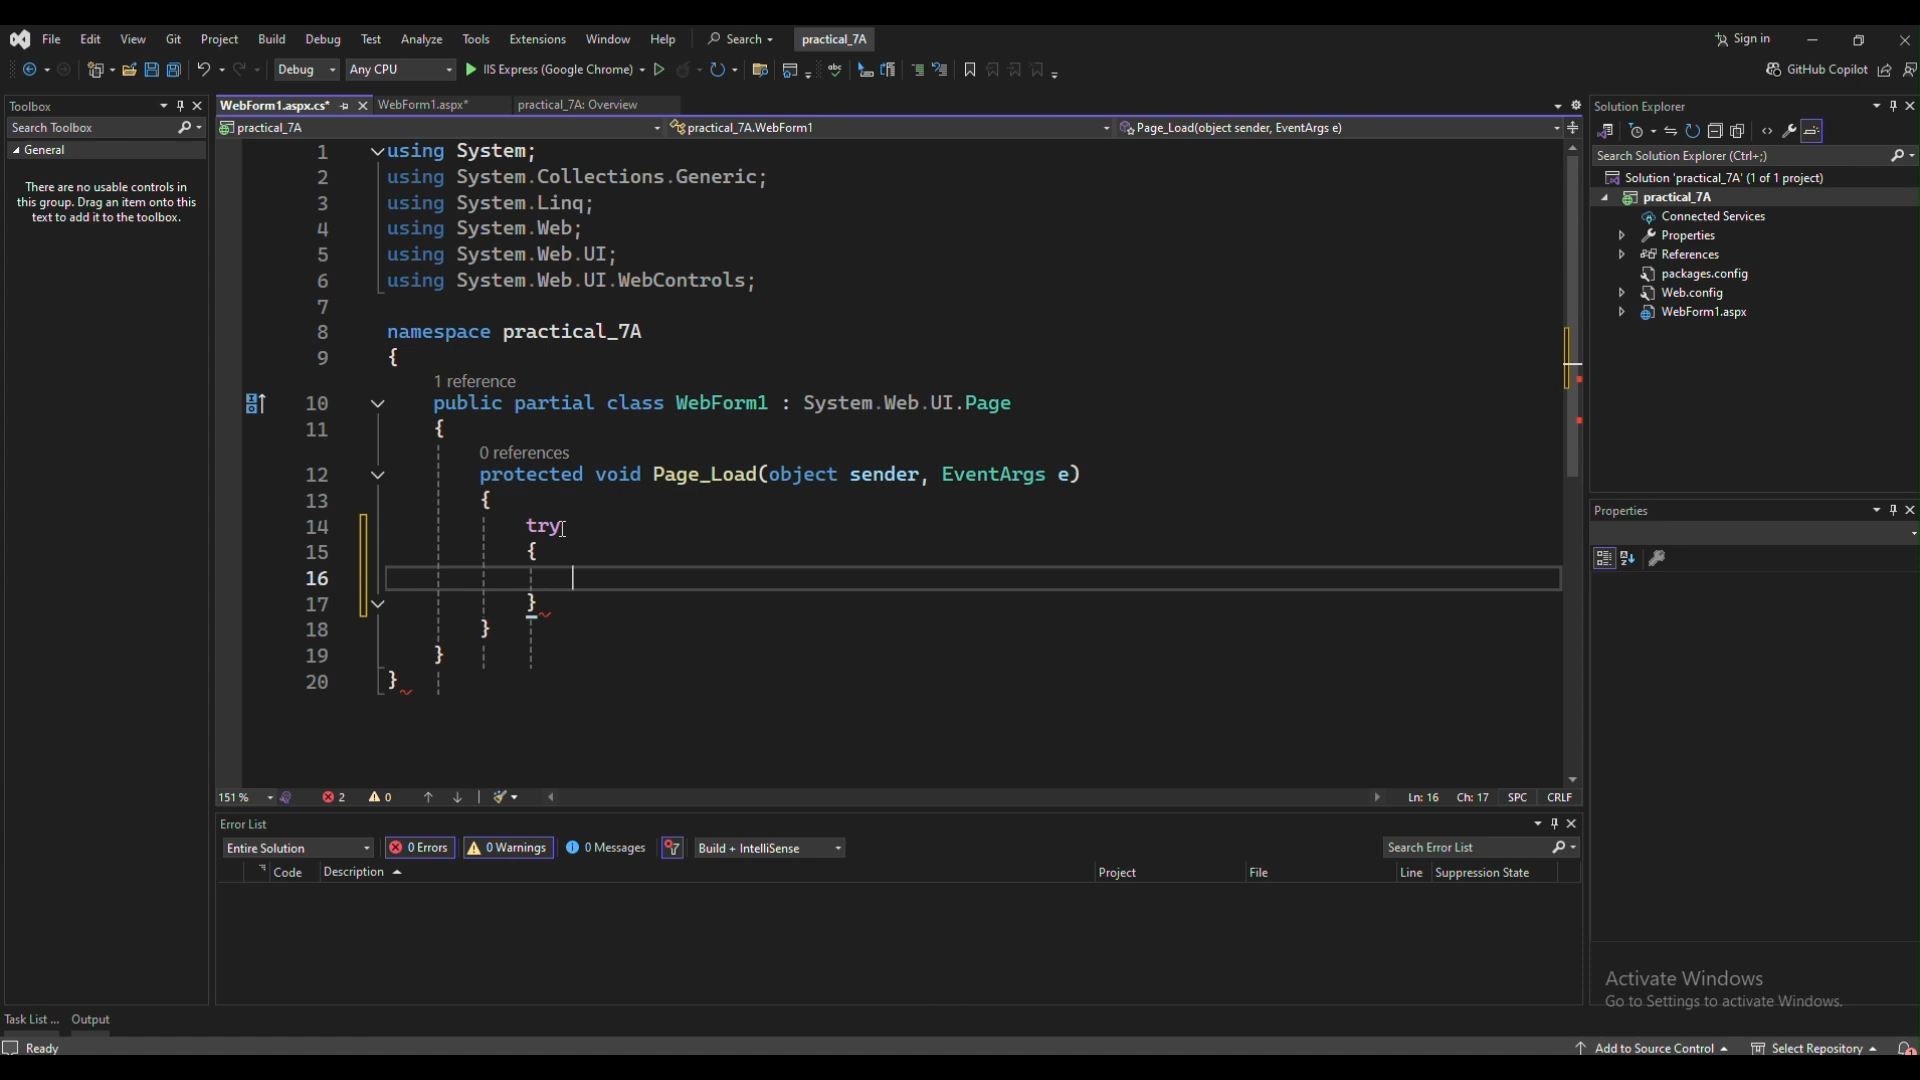 File Edit View Git Project Build Debug Test Analyze Tools Extensions Window Help Search practical_7A Sign in
Debug Any CPU IIS Express (Google Chrome) GitHub Copilot
Toolbox
Search Toolbox
General
There are no usable controls in
this group. Drag an item onto this
text to add it to the toolbox.
WebForm1.aspx.cs* WebForm1.aspx* practical_7A: Overview
practical_7A practical_7A.WebForm1 Page_Load(object sender, EventArgs e)
1 using System;
2 using System.Collections.Generic;
3 using System.Linq;
4 using System.Web;
5 using System.Web.UI;
6 using System.Web.UI.WebControls;
7
8 namespace practical_7A
9 {
1 reference
10 public partial class WebForm1 : System.Web.UI.Page
11 {
0 references
12 protected void Page_Load(object sender, EventArgs e)
13 {
14 try
15 {
16
17 }
18 }
19 }
20 }
151 % 2 0 Ln: 16 Ch: 17 SPC CRLF
Error List
Entire Solution 0 Errors 0 Warnings 0 Messages Build + IntelliSense Search Error List
Code Description Project File Line Suppression State
Solution Explorer
Search Solution Explorer (Ctrl+;)
Solution 'practical_7A' (1 of 1 project)
practical_7A
Connected Services
Properties
References
packages.config
Web.config
WebForm1.aspx
Properties
Activate Windows
Go to Settings to activate Windows.
Task List ... Output
Ready Add to Source Control Select Repository